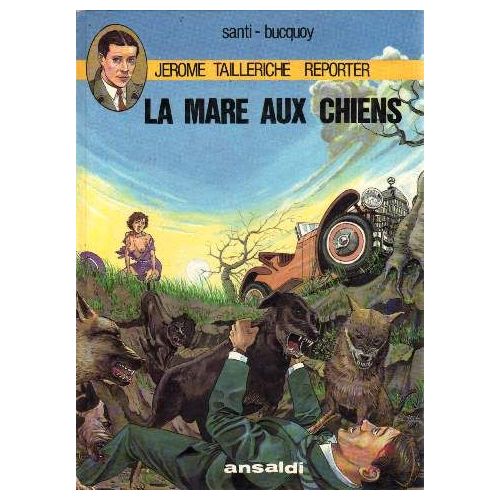 santi - bucquoy
JEROME TAILLERICHE REPORTER
LA MARE AUX CHIENS
ansaldi